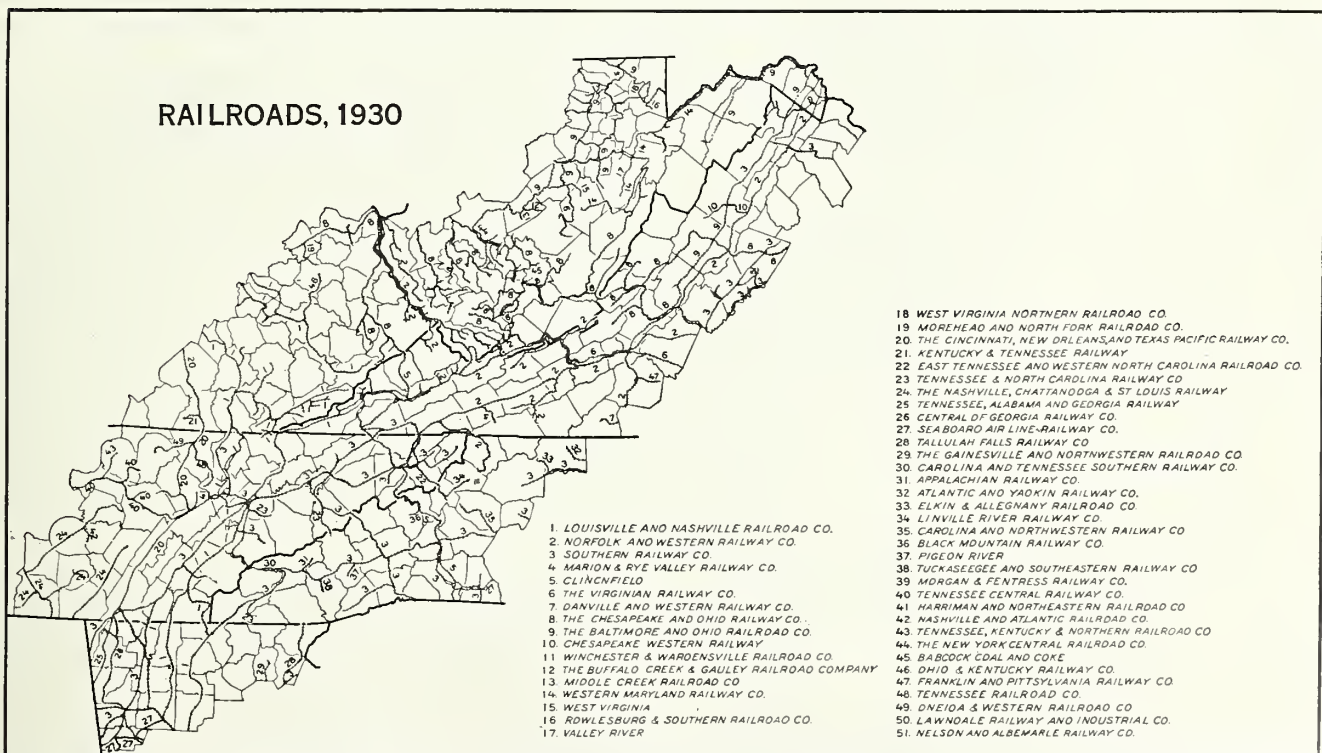 RAILROADS, 1930
1. LOUISVILLE AND NASHVILLE RAILROAD CO.
2. NORFOLK AND WESTERN RAILWAY CO.
3 SOUTHERN RAILWAY CO.
4 MARION & RYE VALLEY RAILWAY CO.
5. CLINCNFIELD
6 THE VIRGINIAN RAILWAY CO.
7. DANVILLE AND WESTERN RAILWAY CO.
8. THE CHESAPEAKE AND OHIO RAILWAY CO.
9. THE BALTIMORE AND OHIO RAILROAD CO.
10. CHESAPEAKE WESTERN RAILWAY
11 WINCHESTER & WARDENSVILLE RAILROAD CO.
12 THE BUFFALO CREEK & GAULEY RAILROAD COMPANY
13. MIDDLE CREEK RAILROAD CO
14. WESTERN MARYLAND RAILWAY CO.
15. WEST VIRGINIA
16 ROWLESBURG & SOUTHERN RAILROAD CO.
17. VALLEY RIVER
18 WEST VIRGINIA NORTNERN RAILROAD CO.
19 MOREHEAD AND NORTH FORK RAILROAD CO.
20. THE CINCINNATI, NEW ORLEANS, AND TEXAS PACIFIC RAILWAY CO.
21. KENTUCKY & TENNESSEE RAILWAY
22 EAST TENNESSEE AND WESTERN NORTH CAROLINA RAILROAD CO.
23 TENNESSEE & NORTH CAROLINA RAILWAY CO
24. THE NASHVILLE, CHATTANOOGA & ST LOUIS RAILWAY
25 TENNESSEE, ALABAMA AND GEORGIA RAILWAY
26 CENTRAL OF GEORGIA RAILWAY CO.
27. SEABOARD AIR LINE RAILWAY CO.
28 TALLULAH FALLS RAILWAY CO
29. THE GAINESVILLE AND NORTHWESTERN RAILROAD CO.
30. CAROLINA AND TENNESSEE SOUTHERN RAILWAY CO.
31. APPALACHIAN RAILWAY CO.
32 ATLANTIC AND YADKIN RAILWAY CO.
33. ELKIN & ALLEGNANY RAILROAD CO.
34 LINVILLE RIVER RAILWAY CO.
35. CAROLINA AND NORTHWESTERN RAILWAY CO
36 BLACK MOUNTAIN RAILWAY CO.
37. PIGEON RIVER
38. TUCKASEEGEE AND SOUTHEASTERN RAILWAY CO.
39 MORGAN & FENTRESS RAILWAY CO.
40 TENNESSEE CENTRAL RAILWAY CO.
41 HARRIMAN AND NORTHEASTERN RAILROAD CO
42. NASHVILLE AND ATLANTIC RAILROAD CO.
43. TENNESSEE, KENTUCKY & NORTHERN RAILROAD CO
44. THE NEW YORK CENTRAL RAILROAD CO.
45. BABCOCK COAL AND COKE
46. OHIO & KENTUCKY RAILWAY CO.
47. FRANKLIN AND PITTSYLVANIA RAILWAY CO.
48. TENNESSEE RAILROAD CO.
49. ONEIDA & WESTERN RAILROAD CO
50. LAWNDALE RAILWAY AND INDUSTRIAL CO.
51. NELSON AND ALBEMARLE RAILWAY CO.